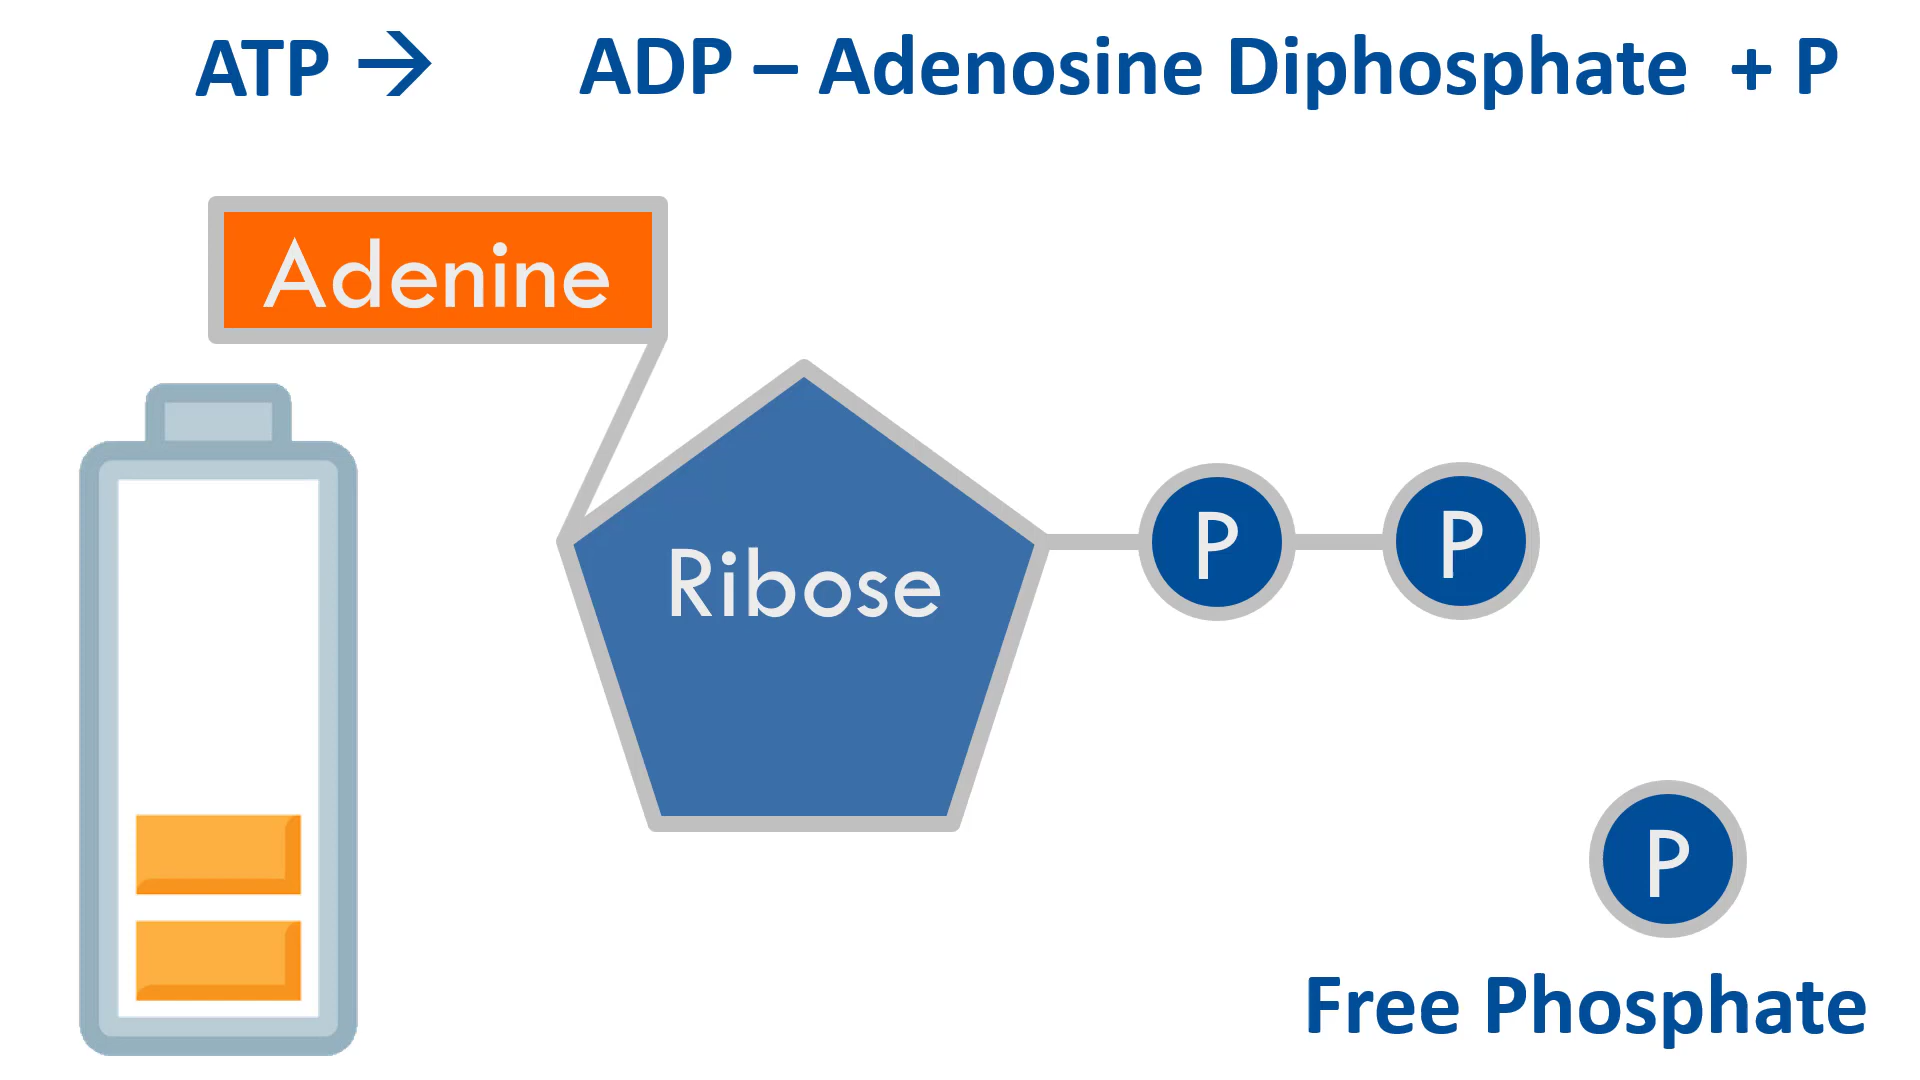 ATP → ADP – Adenosine Diphosphate + P
Adenine
Ribose
P
P
P
Free Phosphate